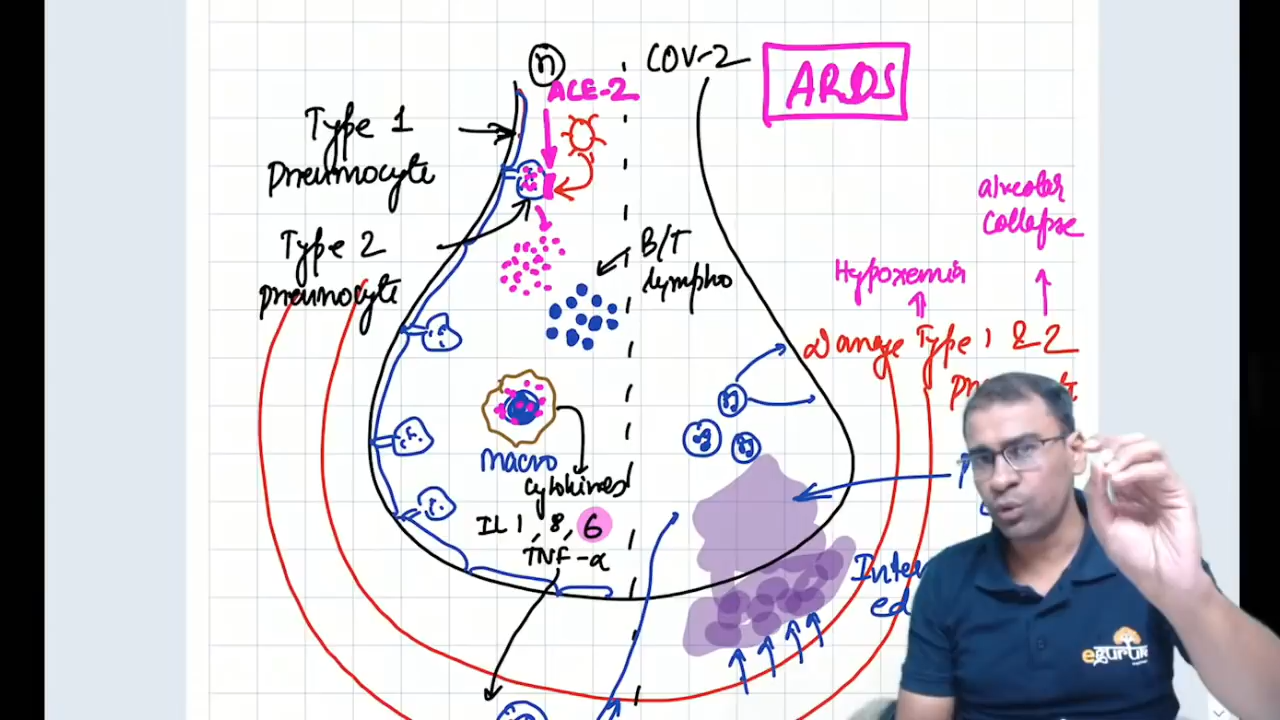 n
COV-2
ARDS
ACE-2
Type 1
pneumocyte
Type 2
pneumocyte
B/T
lympho
alveolar
collapse
Hypoxemia
Damage Type 1 & 2
macro
cytokines
IL 1, 8, 6
TNF-α
Inter
ed
egurukul